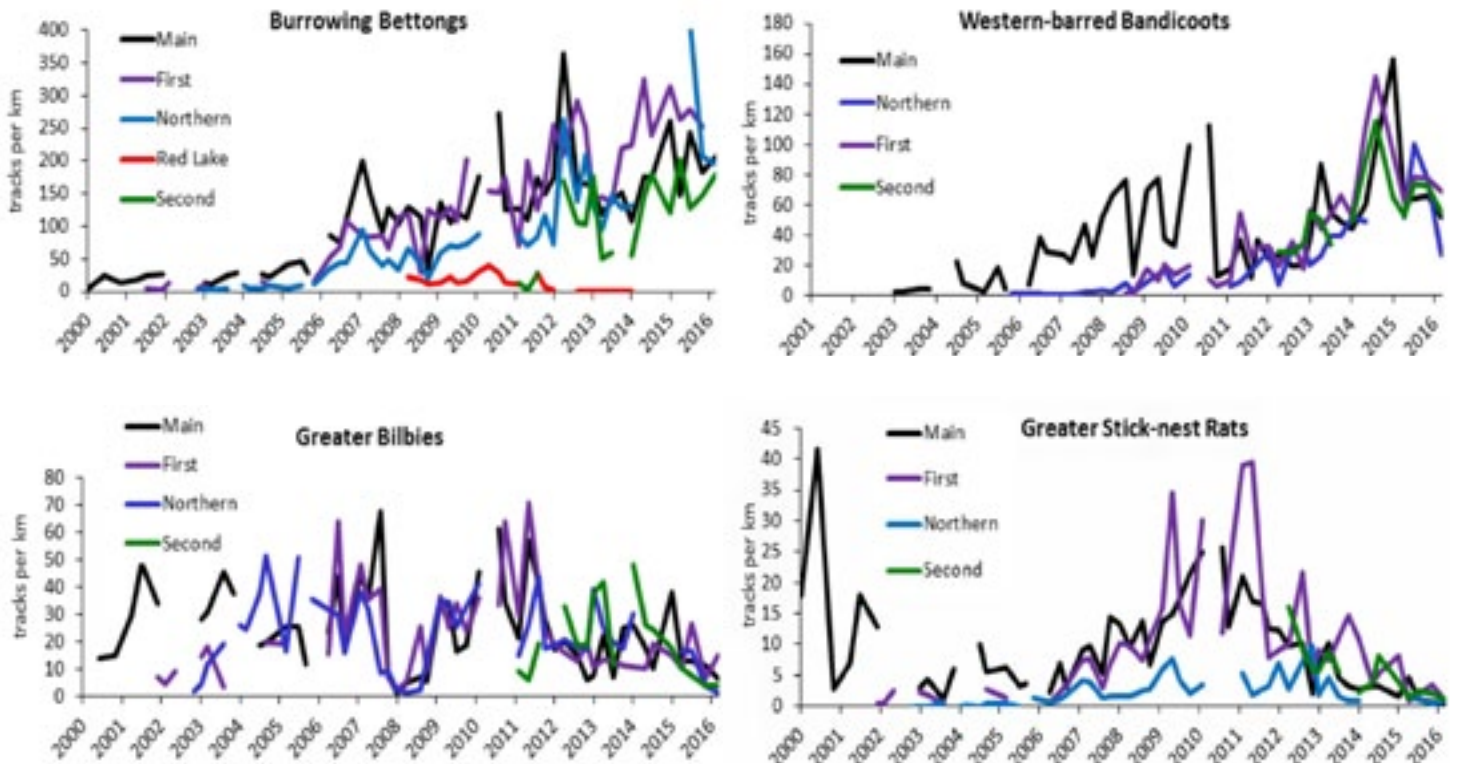 Burrowing Bettongs
tracks per km
400
350
300
250
200
150
100
50
0
Main
First
Northern
Red Lake
Second
2000 2001 2002 2003 2004 2005 2006 2007 2008 2009 2010 2011 2012 2013 2014 2015 2016
Western-barred Bandicoots
tracks per km
180
160
140
120
100
80
60
40
20
0
Main
Northern
First
Second
2001 2002 2003 2004 2005 2006 2007 2008 2009 2010 2011 2012 2013 2014 2015 2016
Greater Bilbies
tracks per km
80
70
60
50
40
30
20
10
0
Main
First
Northern
Second
2000 2001 2002 2003 2004 2005 2006 2007 2008 2009 2010 2011 2012 2013 2014 2015 2016
Greater Stick-nest Rats
tracks per km
45
40
35
30
25
20
15
10
5
0
Main
First
Northern
Second
2000 2001 2002 2003 2004 2005 2006 2007 2008 2009 2010 2011 2012 2013 2014 2015 2016